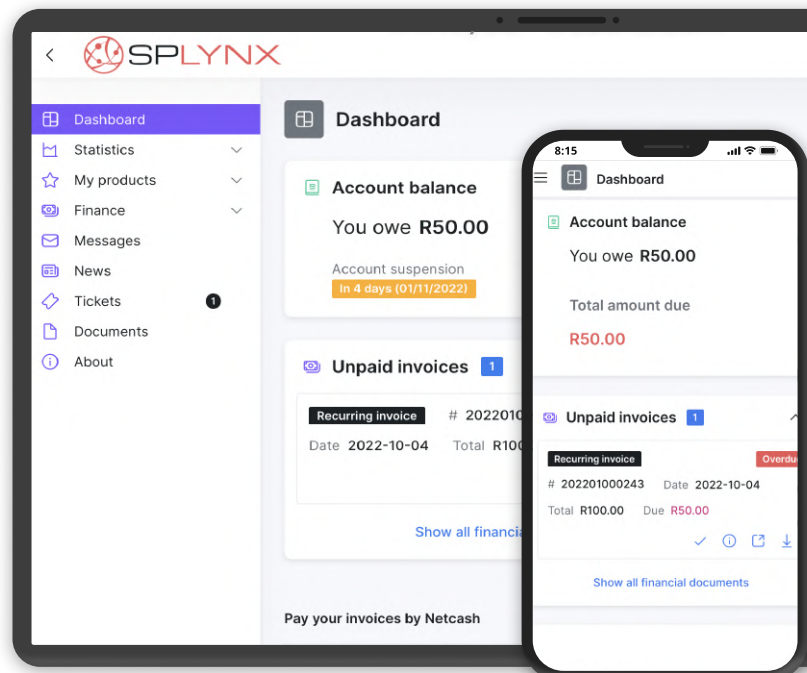 SPLYNX
Dashboard
Statistics
My products
Finance
Messages
News
Tickets 1
Documents
About
Dashboard
Account balance
You owe R50.00
Account suspension
In 4 days (01/11/2022)
Unpaid invoices 1
Recurring invoice #
Date 2022-10-04 Total
Show all
Pay your invoices by Netcash
8:15
Dashboard
Account balance
You owe R50.00
Total amount due
R50.00
Unpaid invoices 1
Recurring invoice
# 202201000243 Date 2022-10-04
Total R100.00 Due R50.00
Show all financial documents